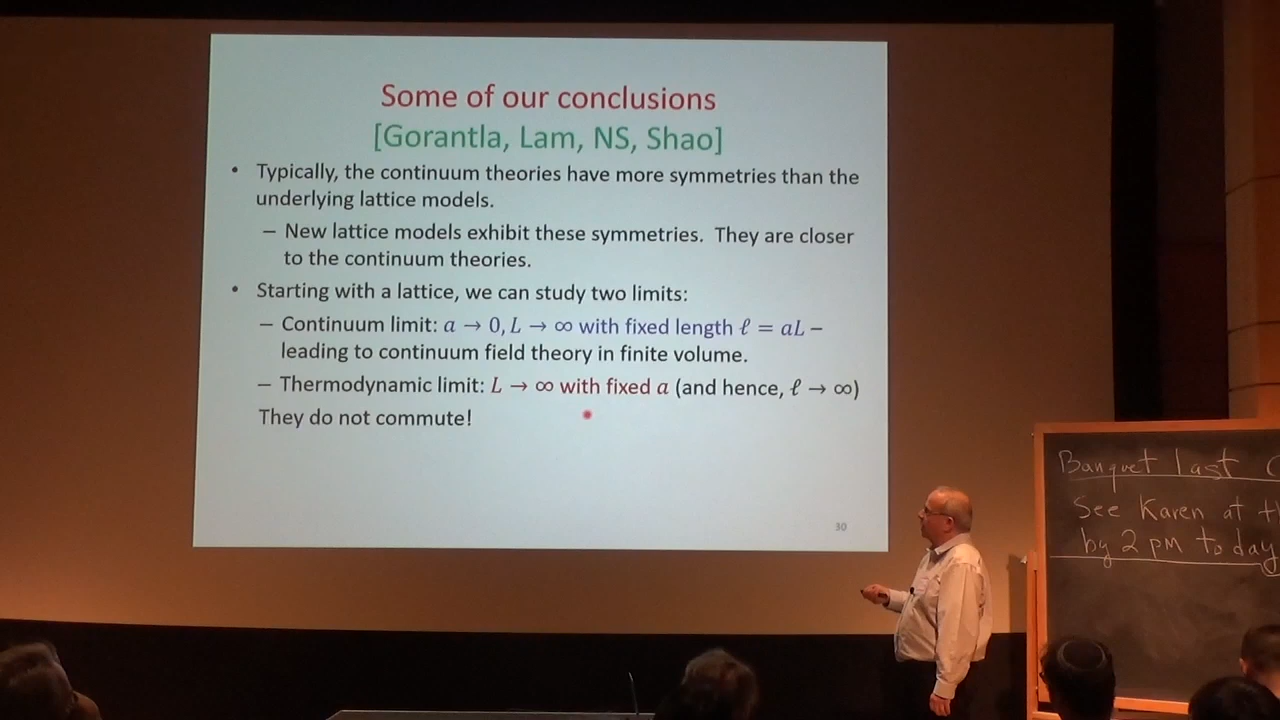 Some of our conclusions
[Gorantla, Lam, NS, Shao]
• Typically, the continuum theories have more symmetries than the
underlying lattice models.
– New lattice models exhibit these symmetries. They are closer
to the continuum theories.
• Starting with a lattice, we can study two limits:
– Continuum limit: a → 0, L → ∞ with fixed length ℓ = aL –
leading to continuum field theory in finite volume.
– Thermodynamic limit: L → ∞ with fixed a (and hence, ℓ → ∞)
They do not commute!
30
Banquet last
See Karen at
by 2 pm today